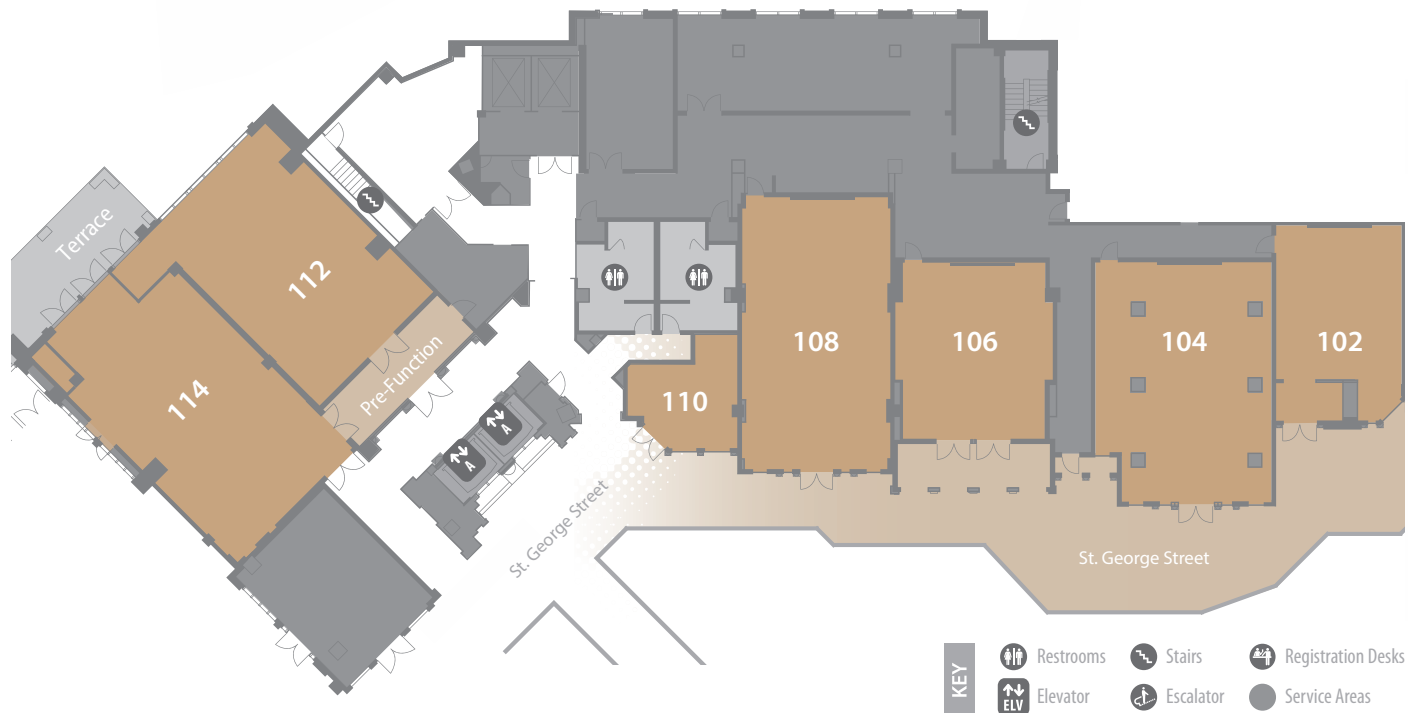 Terrace
112
114
Pre-Function
A
A
110
108
106
104
102
St. George Street
St. George Street
KEY
Restrooms
Stairs
Registration Desks
ELV
Elevator
Escalator
Service Areas